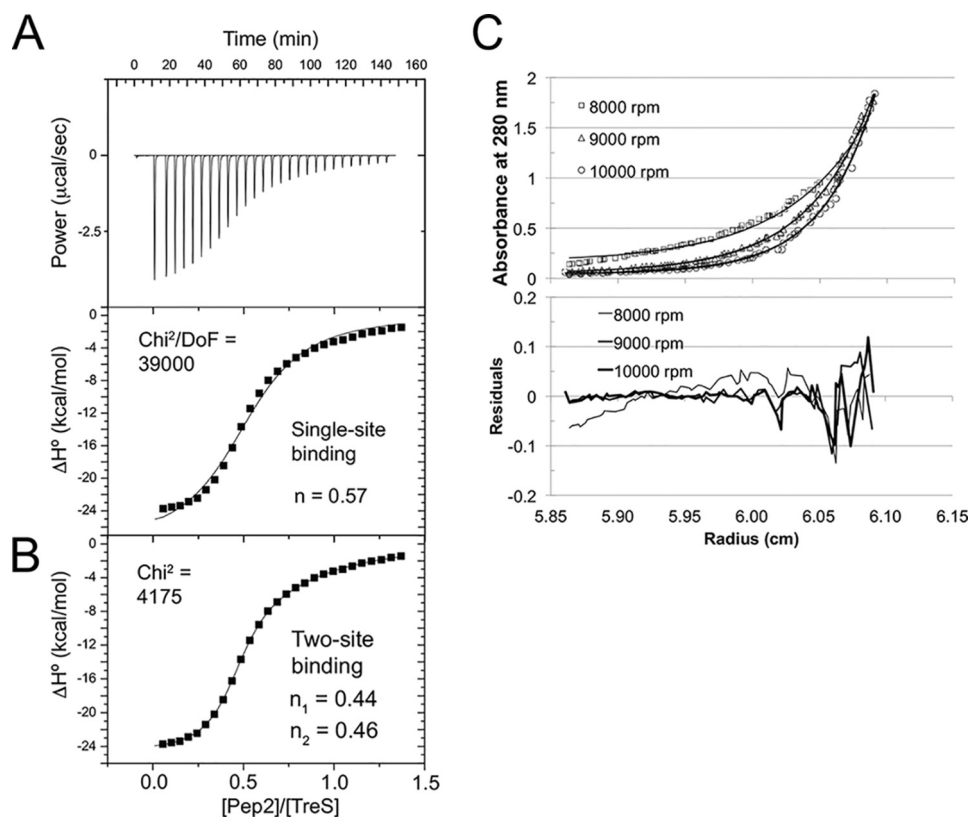 A
Time (min)
0 20 40 60 80 100 120 140 160
Power (µcal/sec)
0
-2.5
ΔHº (kcal/mol)
0
-4
-8
-12
-16
-20
-24
Chi²/DoF =
39000
Single-site
binding
n = 0.57
B
ΔHº (kcal/mol)
0
-4
-8
-12
-16
-20
-24
Chi² =
4175
Two-site
binding
n₁ = 0.44
n₂ = 0.46
0.0 0.5 1.0 1.5
[Pep2]/[TreS]
C
Absorbance at 280 nm
2
1.5
1
0.5
0
8000 rpm
9000 rpm
10000 rpm
Residuals
0.2
0.1
0
-0.1
-0.2
8000 rpm
9000 rpm
10000 rpm
5.85 5.90 5.95 6.00 6.05 6.10 6.15
Radius (cm)